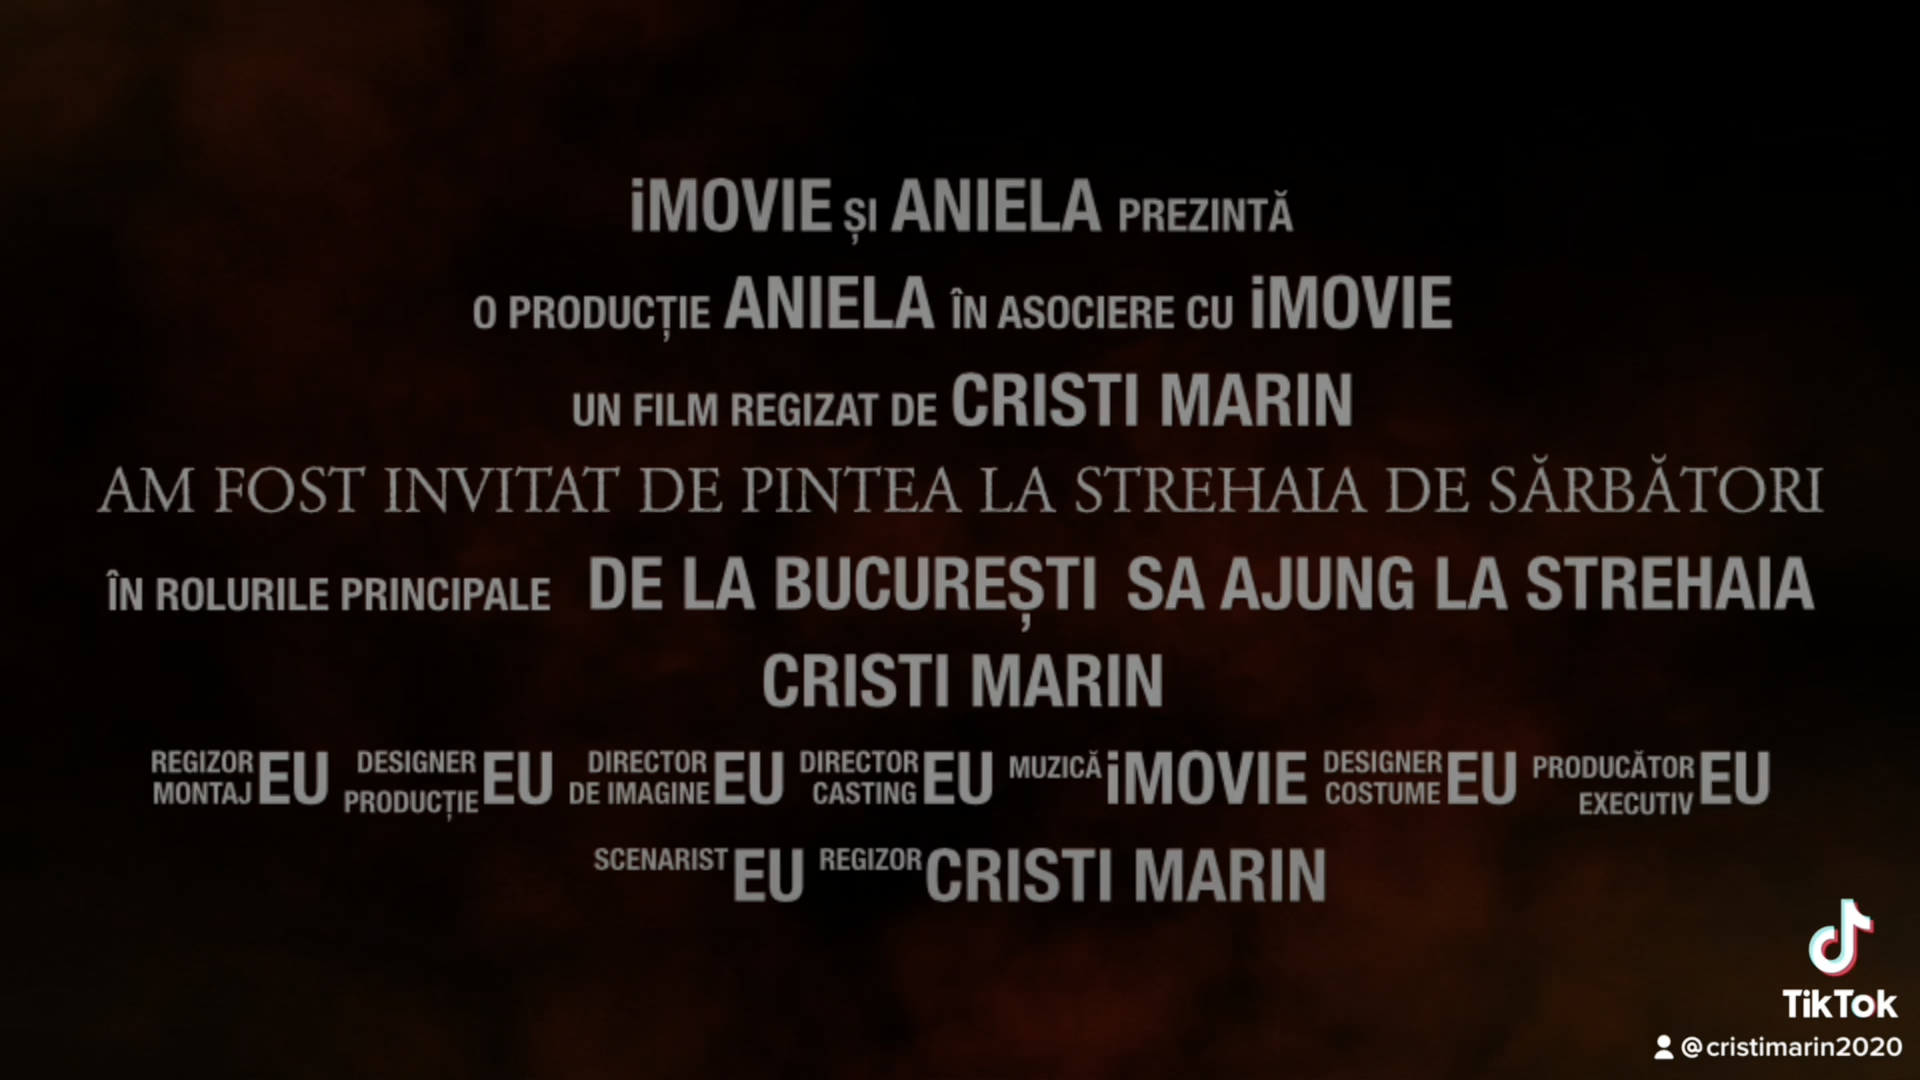 iMOVIE ȘI ANIELA PREZINTĂ
O PRODUCȚIE ANIELA ÎN ASOCIERE CU iMOVIE
UN FILM REGIZAT DE CRISTI MARIN
AM FOST INVITAT DE PINTEA LA STREHAIA DE SĂRBĂTORI
ÎN ROLURILE PRINCIPALE DE LA BUCUREȘTI SA AJUNG LA STREHAIA
CRISTI MARIN
REGIZOR MONTAJ EU DESIGNER PRODUCȚIE EU DIRECTOR DE IMAGINE EU DIRECTOR CASTING EU MUZICĂ iMOVIE DESIGNER COSTUME EU PRODUCĂTOR EXECUTIV EU
SCENARIST EU REGIZOR CRISTI MARIN
TikTok
@cristimarin2020